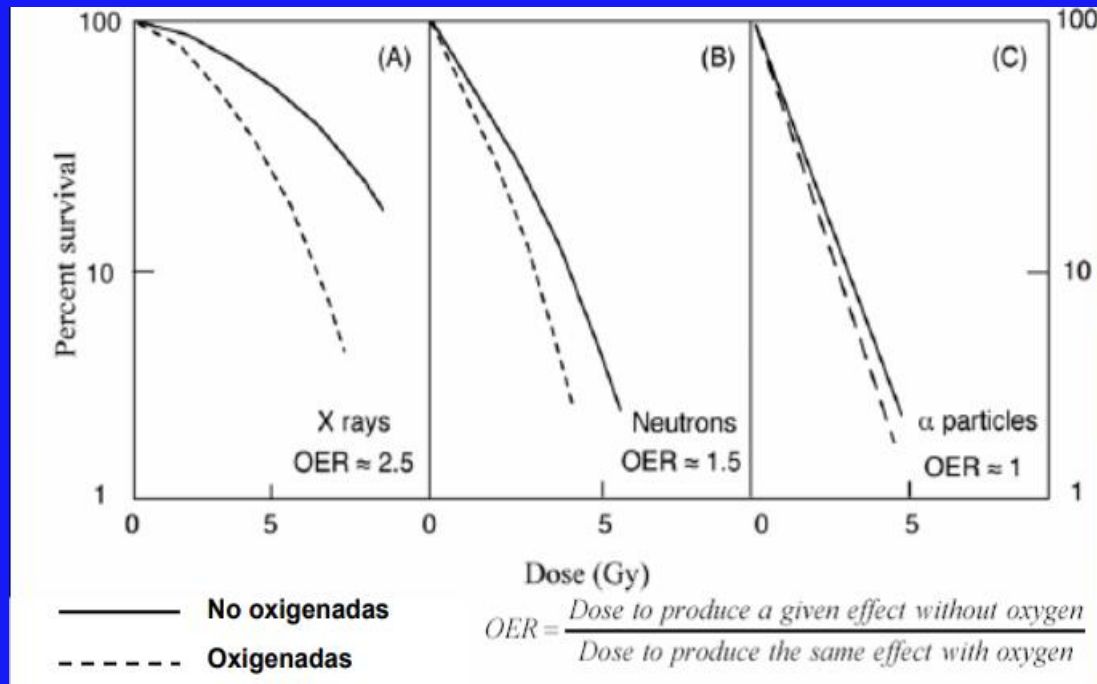 100
(A)
(B)
(C)
100
Percent survival
10
10
X rays
OER ≈ 2.5
Neutrons
OER ≈ 1.5
α particles
OER ≈ 1
1
1
0
5
0
5
0
5
Dose (Gy)
No oxigenadas
Oxigenadas
OER = Dose to produce a given effect without oxygen
Dose to produce the same effect with oxygen